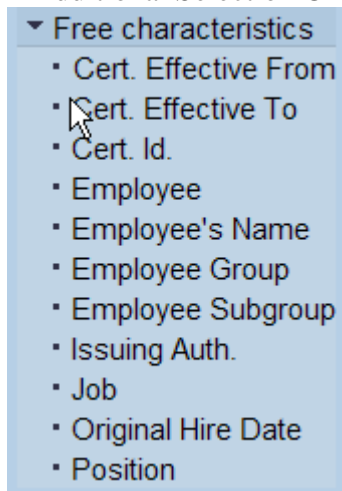 Free characteristics
Cert. Effective From
Cert. Effective To
Cert. Id.
Employee
Employee's Name
Employee Group
Employee Subgroup
Issuing Auth.
Job
Original Hire Date
Position